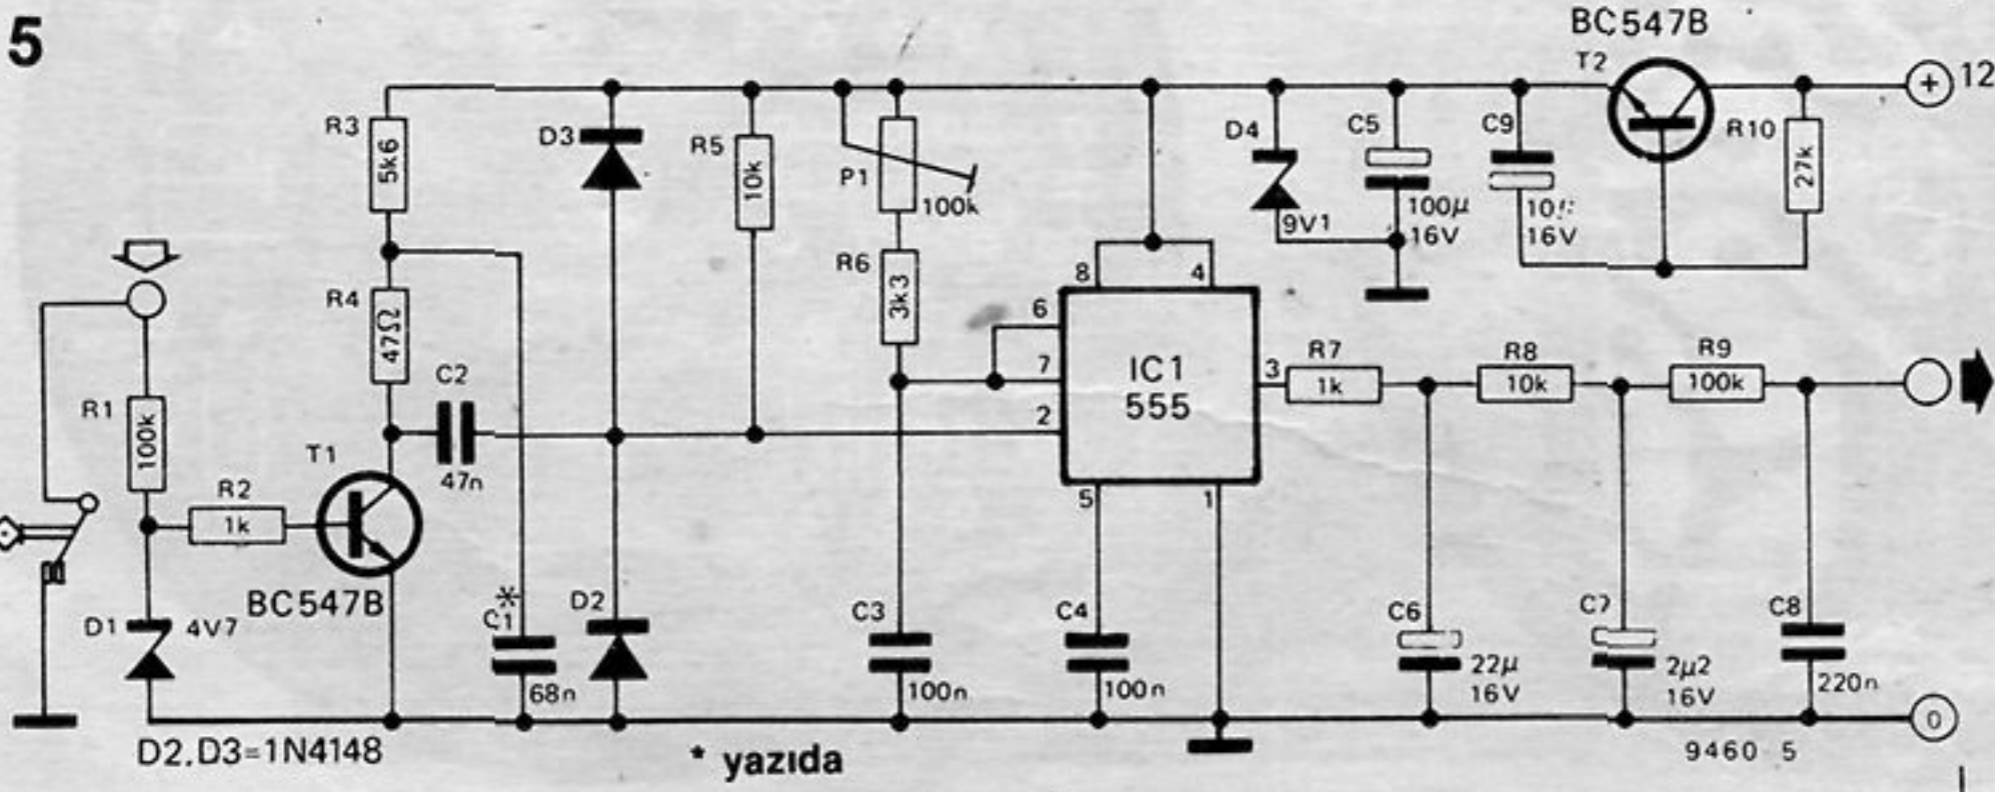 5
BC547B
T2
+ 12
R3
5k6
D3
R5
10k
P1
100k
D4
9V1
C5
100µ
16V
C9
16V
R10
27k
R4
47Ω
R6
3k3
8
4
6
7
2
3
5
1
IC1
555
R7
1k
R8
10k
R9
100k
C2
47n
R1
100k
R2
1k
T1
BC547B
D1
4V7
*
C1
68n
D2
C3
100n
C4
100n
C6
22µ
16V
C7
2µ2
16V
C8
220n
0
D2.D3=1N4148
* yazıda
9460 5